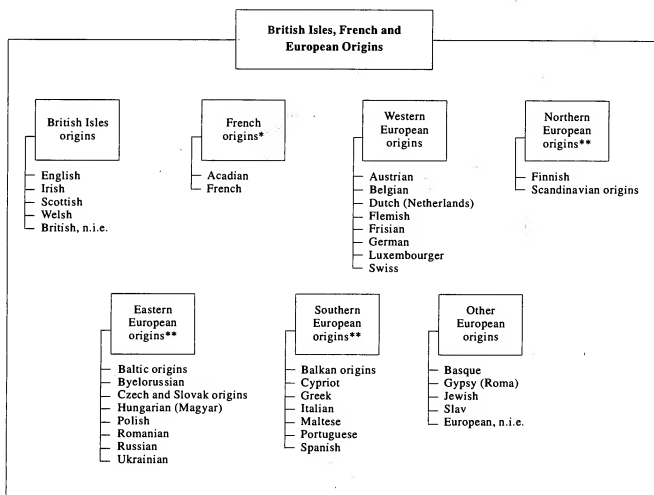 British Isles, French and
European Origins
British Isles
origins
English
Irish
Scottish
Welsh
British, n.i.e.
French
origins*
Acadian
French
Western
European
origins
Austrian
Belgian
Dutch (Netherlands)
Flemish
Frisian
German
Luxembourger
Swiss
Northern
European
origins**
Finnish
Scandinavian origins
Eastern
European
origins**
Baltic origins
Byelorussian
Czech and Slovak origins
Hungarian (Magyar)
Polish
Romanian
Russian
Ukrainian
Southern
European
origins**
Balkan origins
Cypriot
Greek
Italian
Maltese
Portuguese
Spanish
Other
European
origins
Basque
Gypsy (Roma)
Jewish
Slav
European, n.i.e.